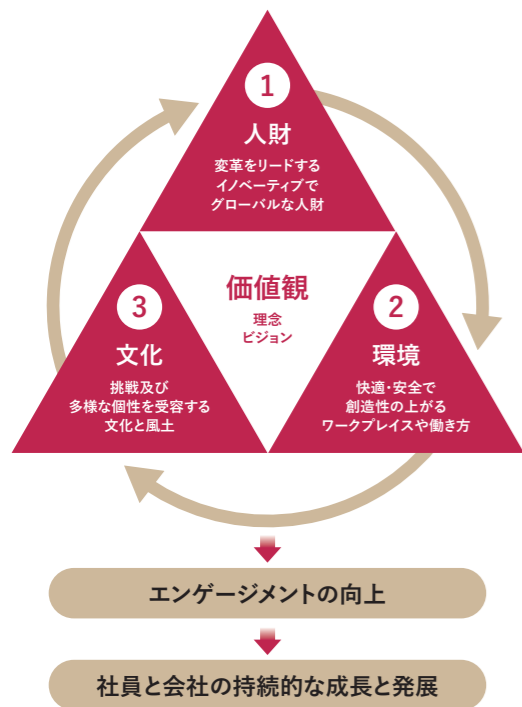 1
人財
変革をリードする
イノベーティブで
グローバルな人財
価値観
理念
ビジョン
2
環境
快適・安全で
創造性の上がる
ワークプレイスや働き方
3
文化
挑戦及び
多様な個性を受容する
文化と風土
エンゲージメントの向上
社員と会社の持続的な成長と発展